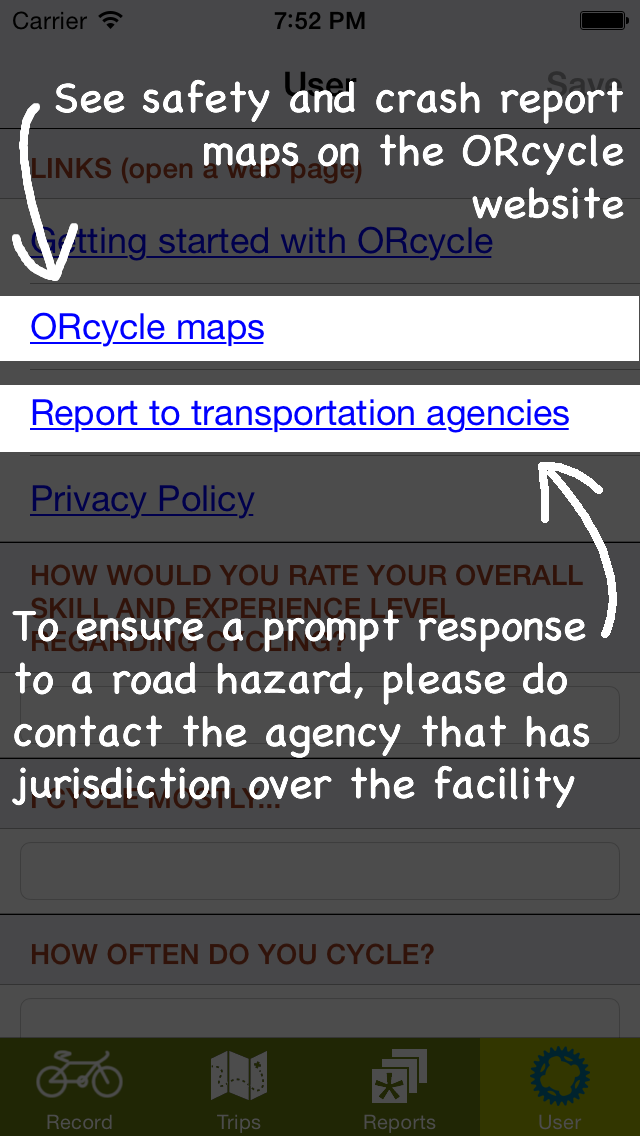 Carrier 7:52 PM
User Save
See safety and crash report
maps on the ORcycle
website
LINKS (open a web page)
Getting started with ORcycle
ORcycle maps
Report to transportation agencies
Privacy Policy
HOW WOULD YOU RATE YOUR OVERALL
SKILL AND EXPERIENCE LEVEL
REGARDING CYCLING?
To ensure a prompt response
to a road hazard, please do
contact the agency that has
jurisdiction over the facility
I CYCLE MOSTLY...
HOW OFTEN DO YOU CYCLE?
Record Trips Reports User